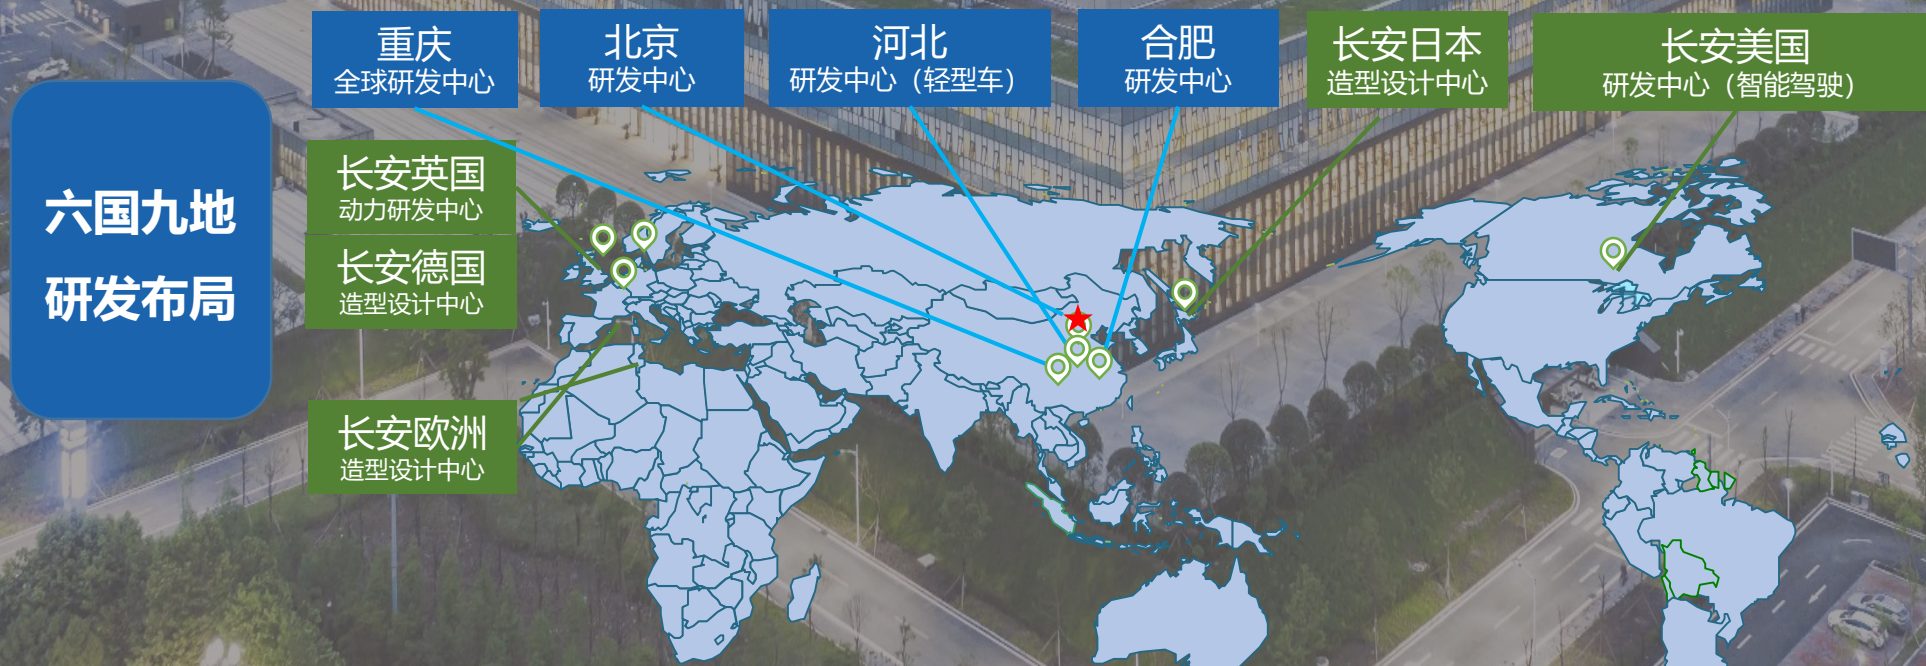 六国九地
研发布局
重庆
全球研发中心
北京
研发中心
河北
研发中心（轻型车）
合肥
研发中心
长安日本
造型设计中心
长安美国
研发中心（智能驾驶）
长安英国
动力研发中心
长安德国
造型设计中心
长安欧洲
造型设计中心